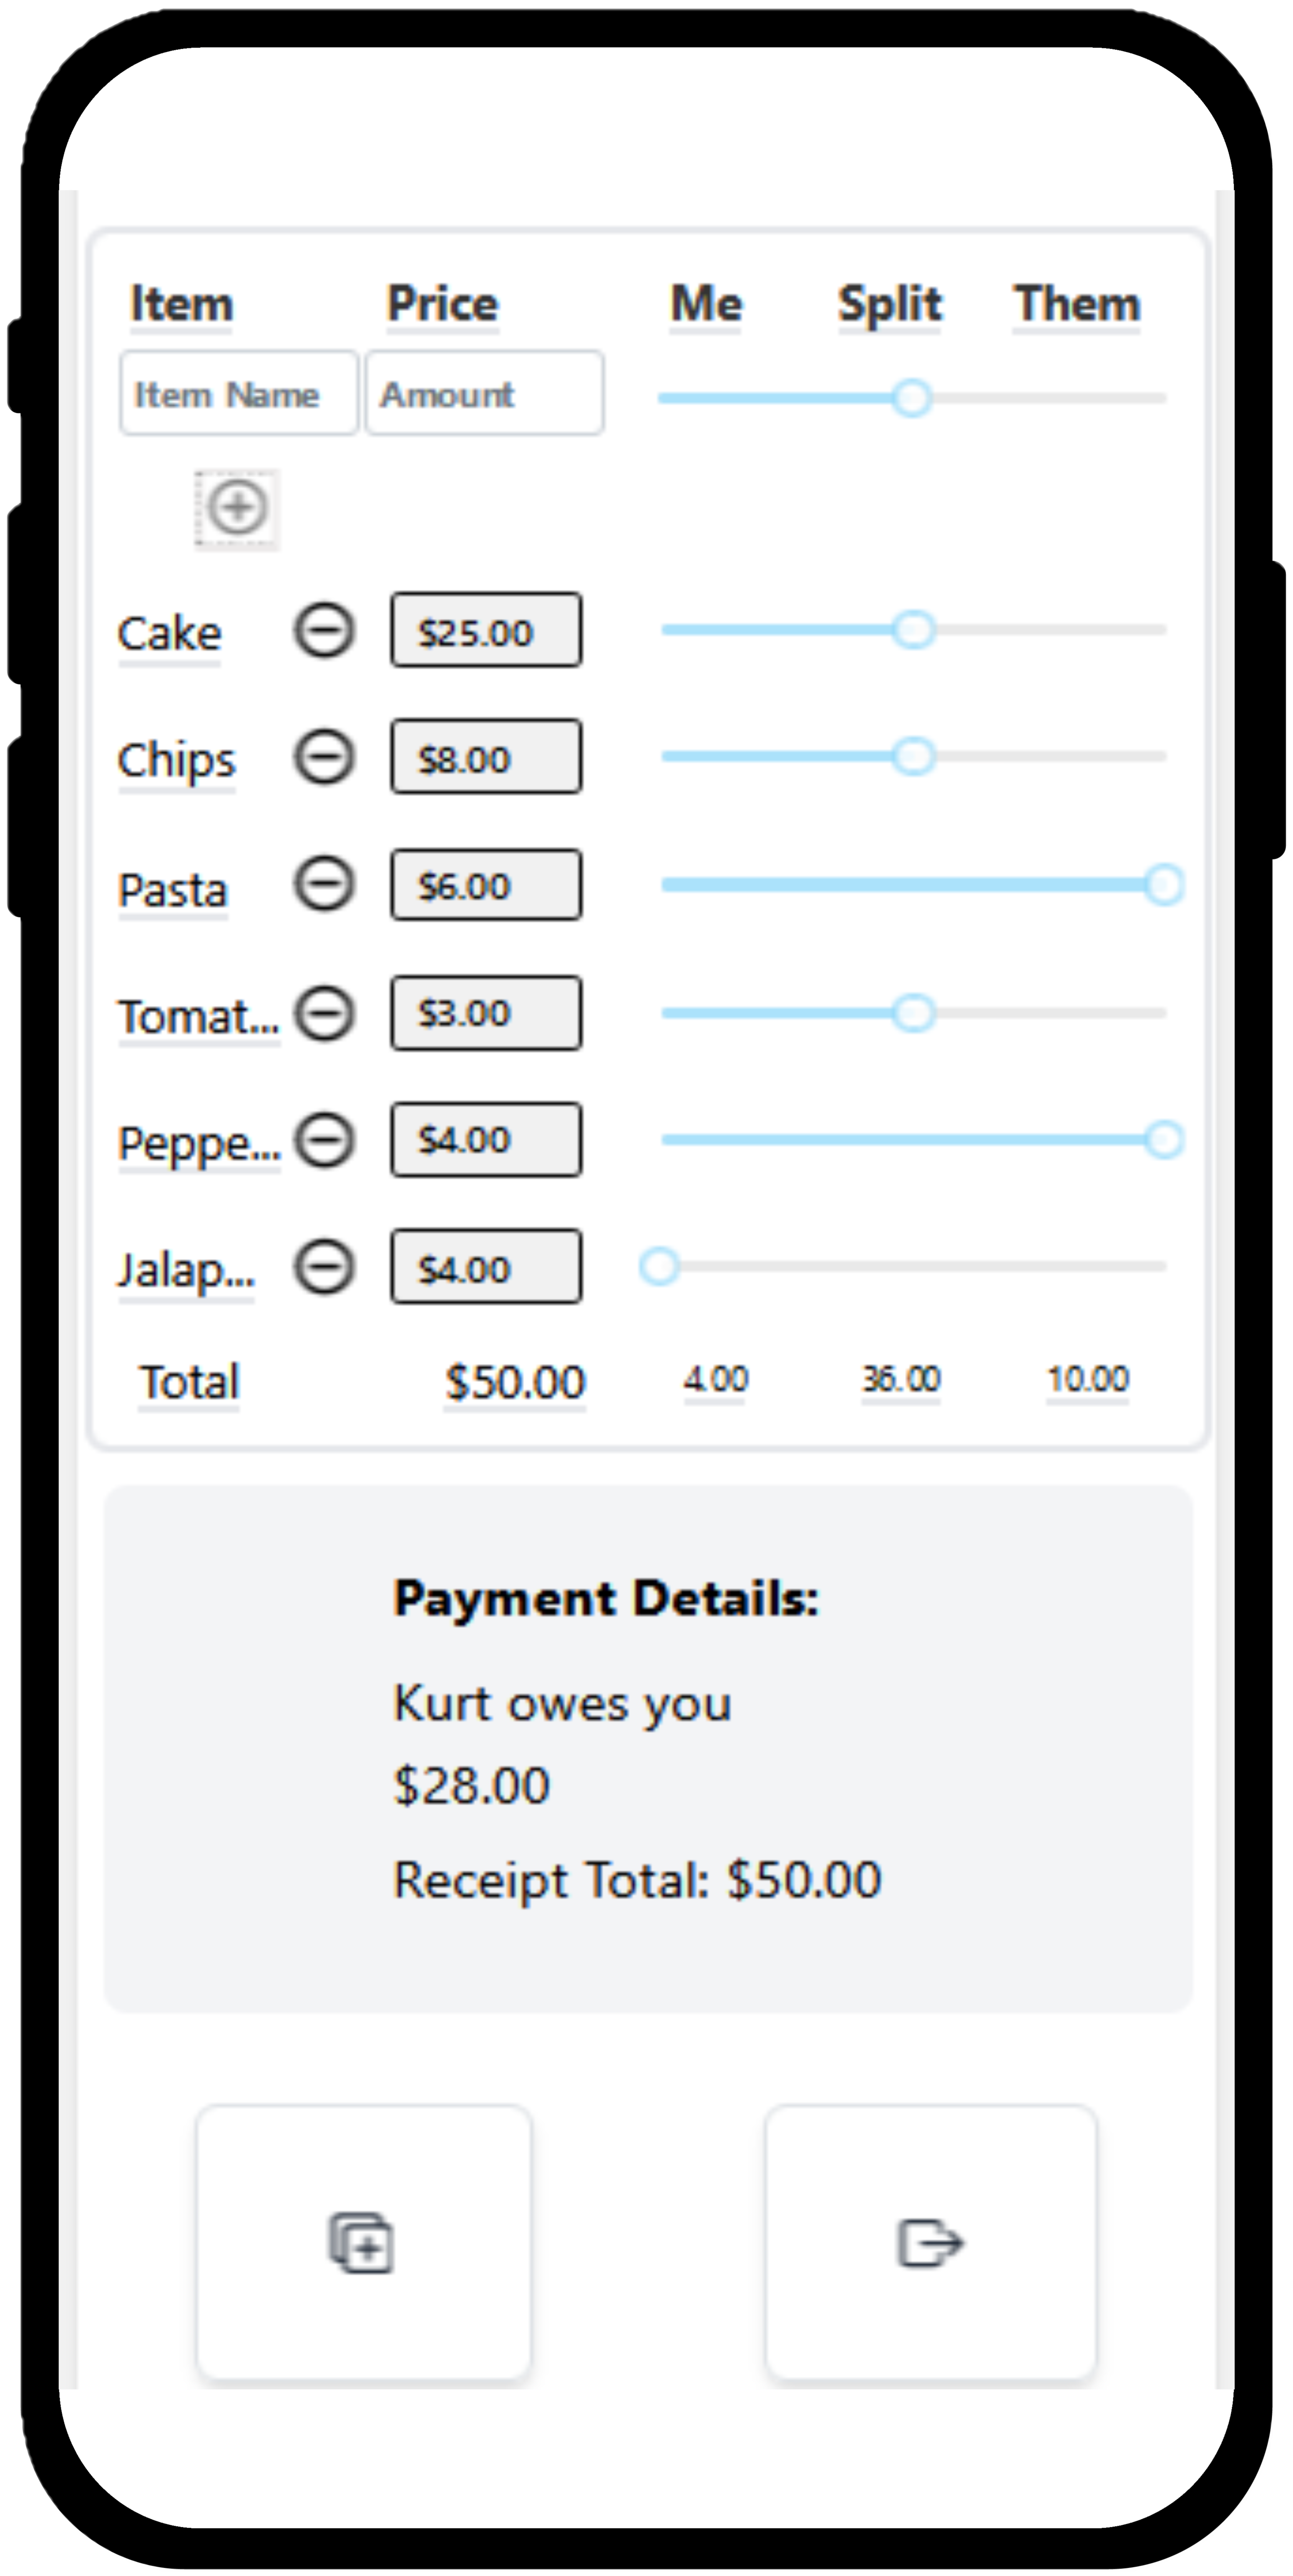 Item Price Me Split Them
Item Name Amount
Cake $25.00
Chips $8.00
Pasta $6.00
Tomat... $3.00
Peppe... $4.00
Jalap... $4.00
Total $50.00 4.00 36.00 10.00
Payment Details:
Kurt owes you
$28.00
Receipt Total: $50.00